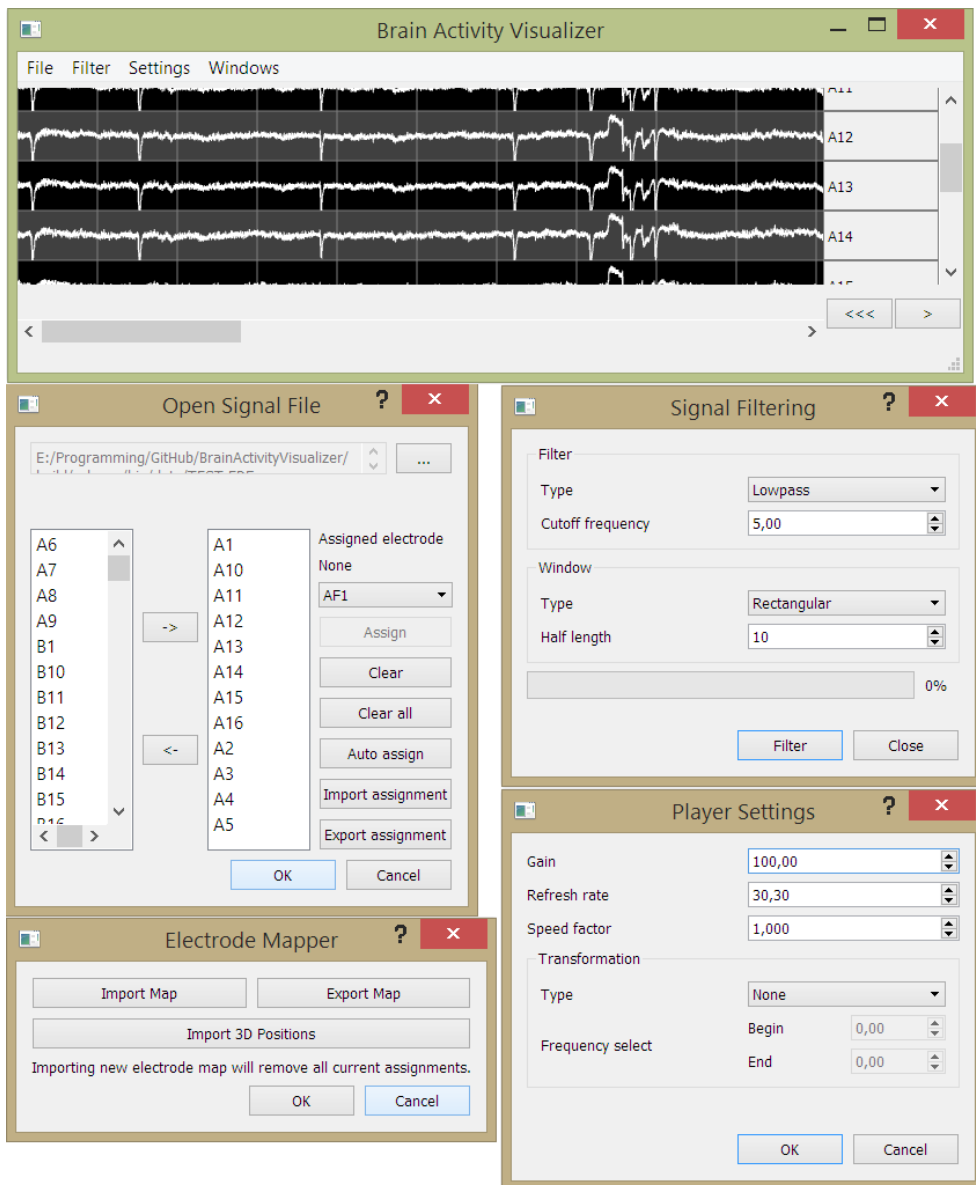 Brain Activity Visualizer
File Filter Settings Windows
A12
A13
A14
<<< >
Open Signal File ?
E:/Programming/GitHub/BrainActivityVisualizer/
...
A6
A7
A8
A9
B1
B10
B11
B12
B13
B14
B15
->
<-
A1
A10
A11
A12
A13
A14
A15
A16
A2
A3
A4
A5
Assigned electrode
None
AF1
Assign
Clear
Clear all
Auto assign
Import assignment
Export assignment
OK Cancel
Signal Filtering ?
Filter
Type Lowpass
Cutoff frequency 5,00
Window
Type Rectangular
Half length 10
0%
Filter Close
Electrode Mapper ?
Import Map Export Map
Import 3D Positions
Importing new electrode map will remove all current assignments.
OK Cancel
Player Settings ?
Gain 100,00
Refresh rate 30,30
Speed factor 1,000
Transformation
Type None
Frequency select
Begin 0,00
End 0,00
OK Cancel